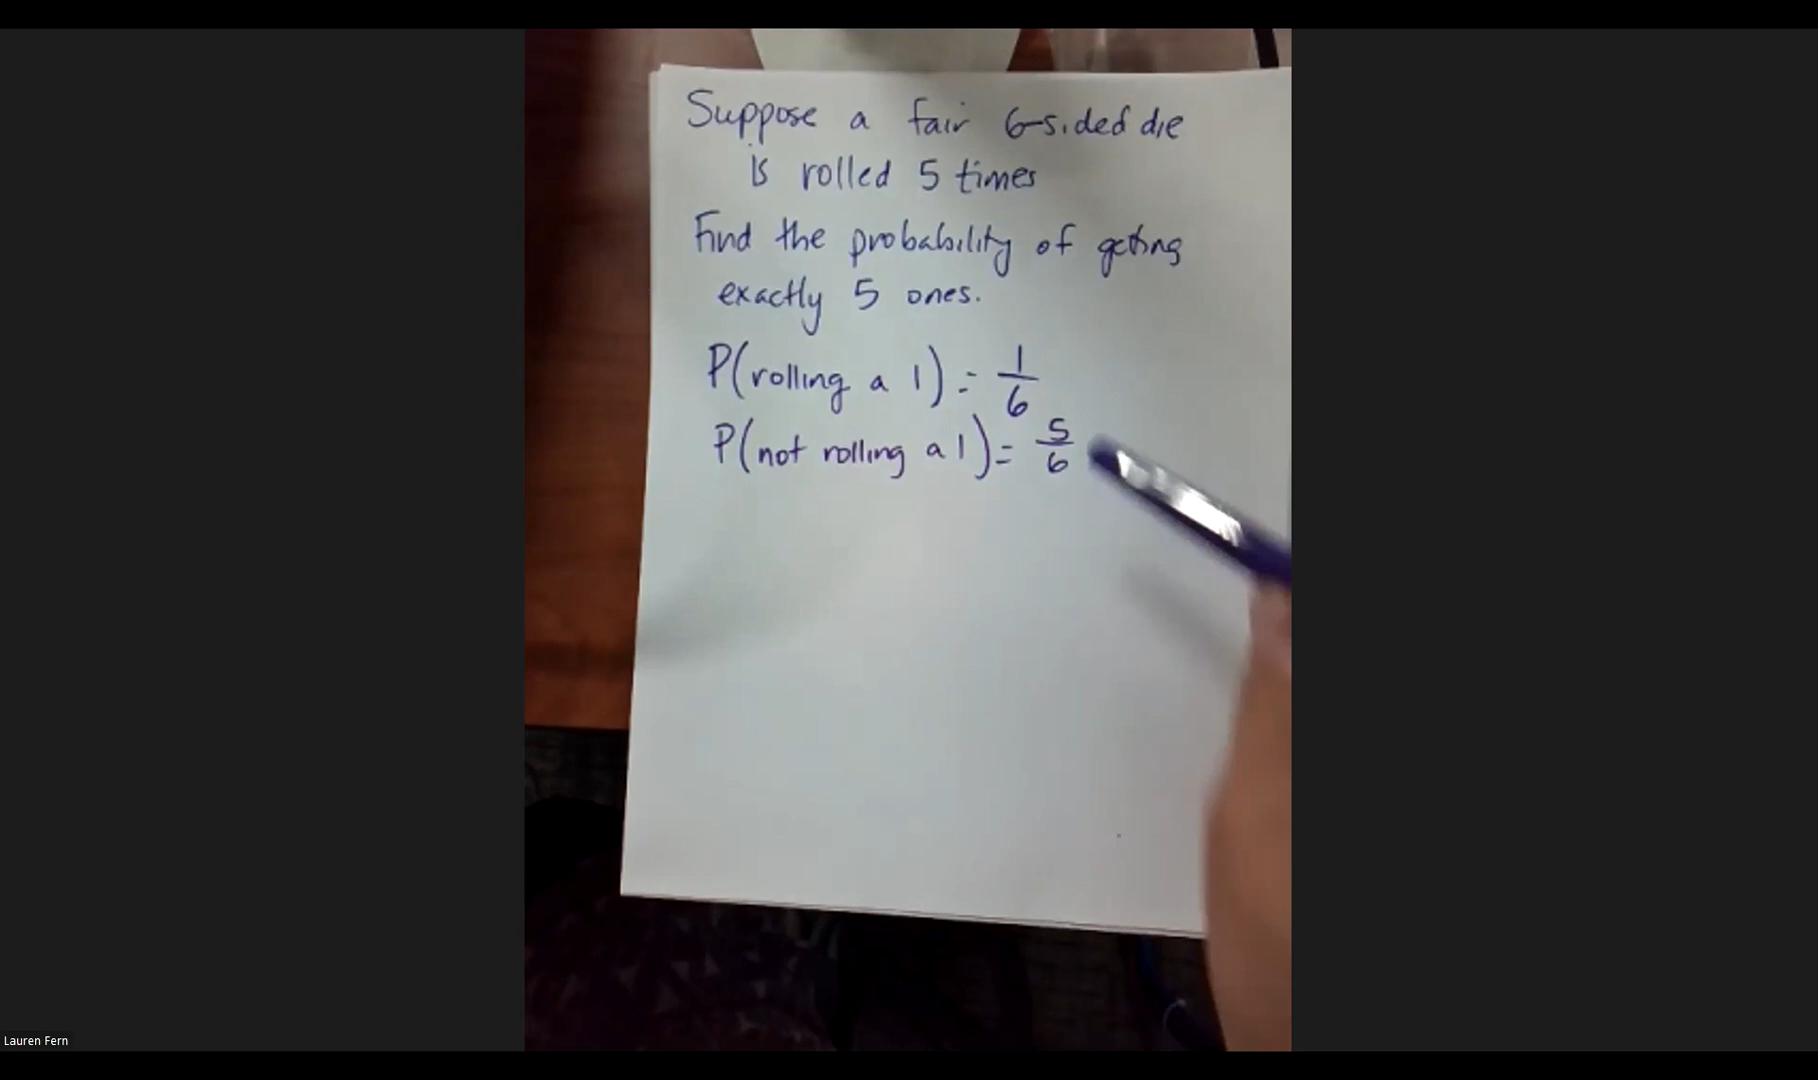 Suppose a fair 6-sided die
is rolled 5 times
Find the probability of getting
exactly 5 ones.
P(rolling a 1) = 1/6
P(not rolling a 1) = 5/6
Lauren Fern